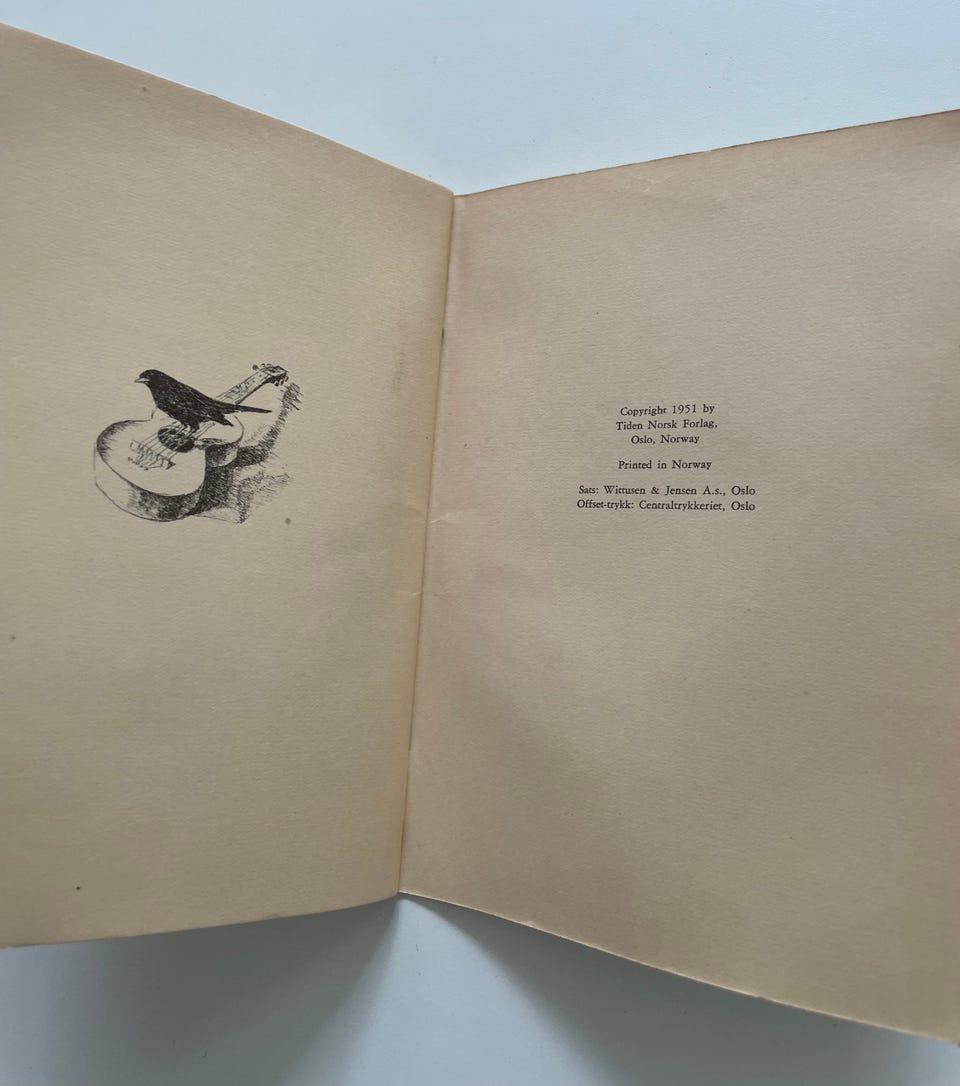 Copyright 1951 by
Tiden Norsk Forlag,
Oslo, Norway
Printed in Norway
Sats: Wittusen & Jensen A.s., Oslo
Offset-trykk: Centraltrykkeriet, Oslo